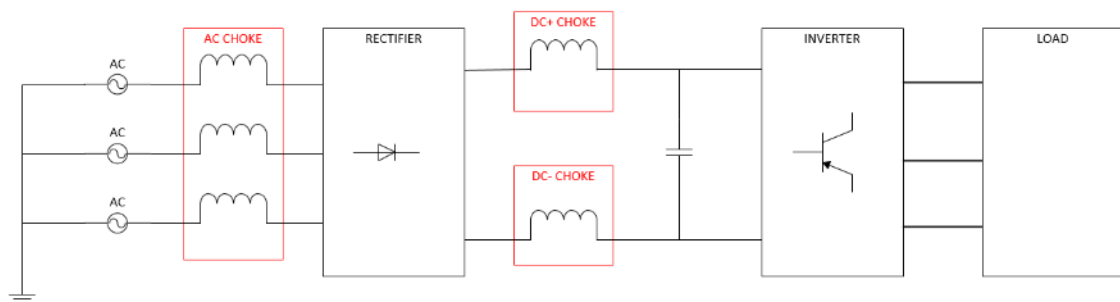 DC+ CHOKE
AC CHOKE
RECTIFIER
INVERTER
LOAD
AC
AC
DC- CHOKE
AC